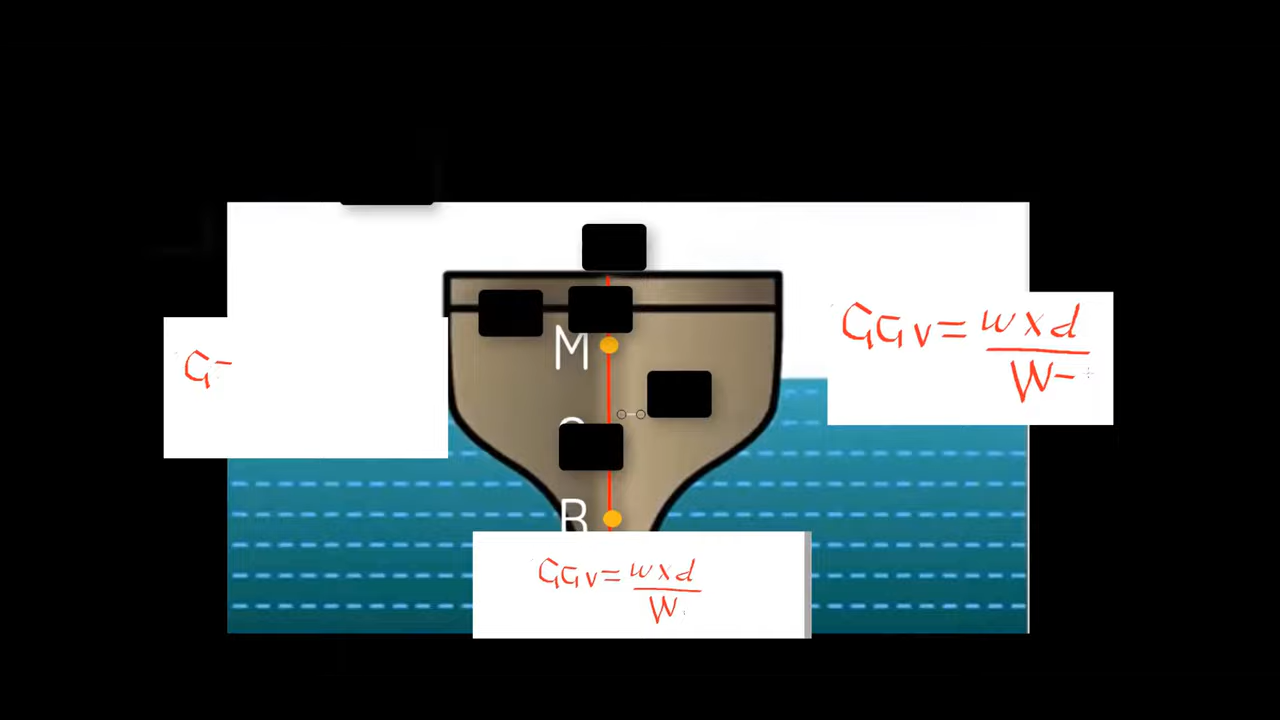 GGv = w x d
W -
M
G-
B
GGv = w x d
W